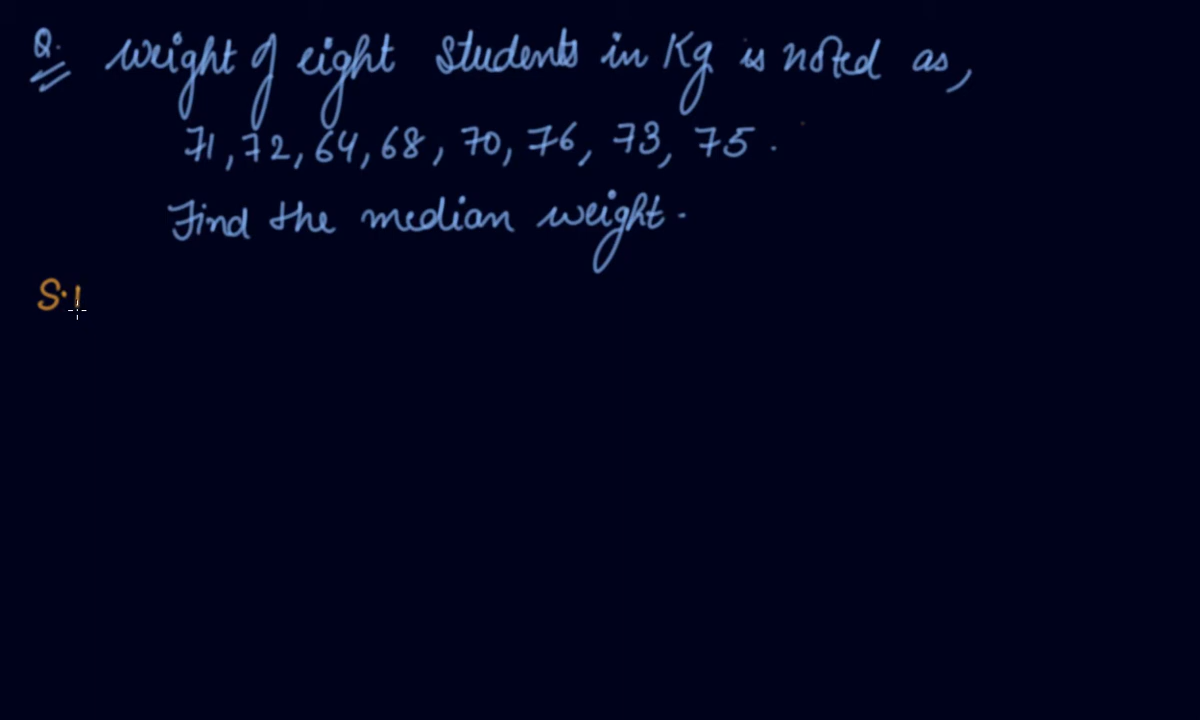 Q. weight of eight students in Kg is noted as,
71, 72, 64, 68, 70, 76, 73, 75.
Find the median weight.
S.